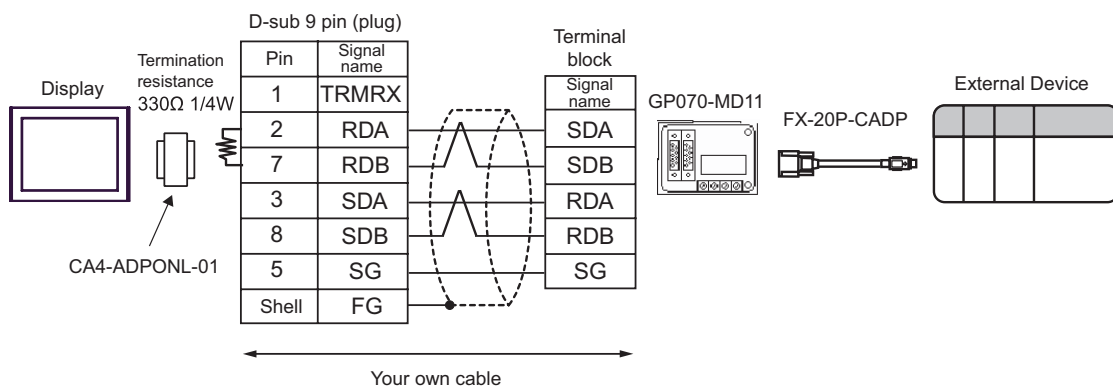 D-sub 9 pin (plug)
Display
Termination
resistance
330Ω 1/4W
CA4-ADPONL-01
Pin Signal name
1 TRMRX
2 RDA
7 RDB
3 SDA
8 SDB
5 SG
Shell FG
Terminal
block
Signal
name
SDA
SDB
RDA
RDB
SG
GP070-MD11
FX-20P-CADP
External Device
Your own cable